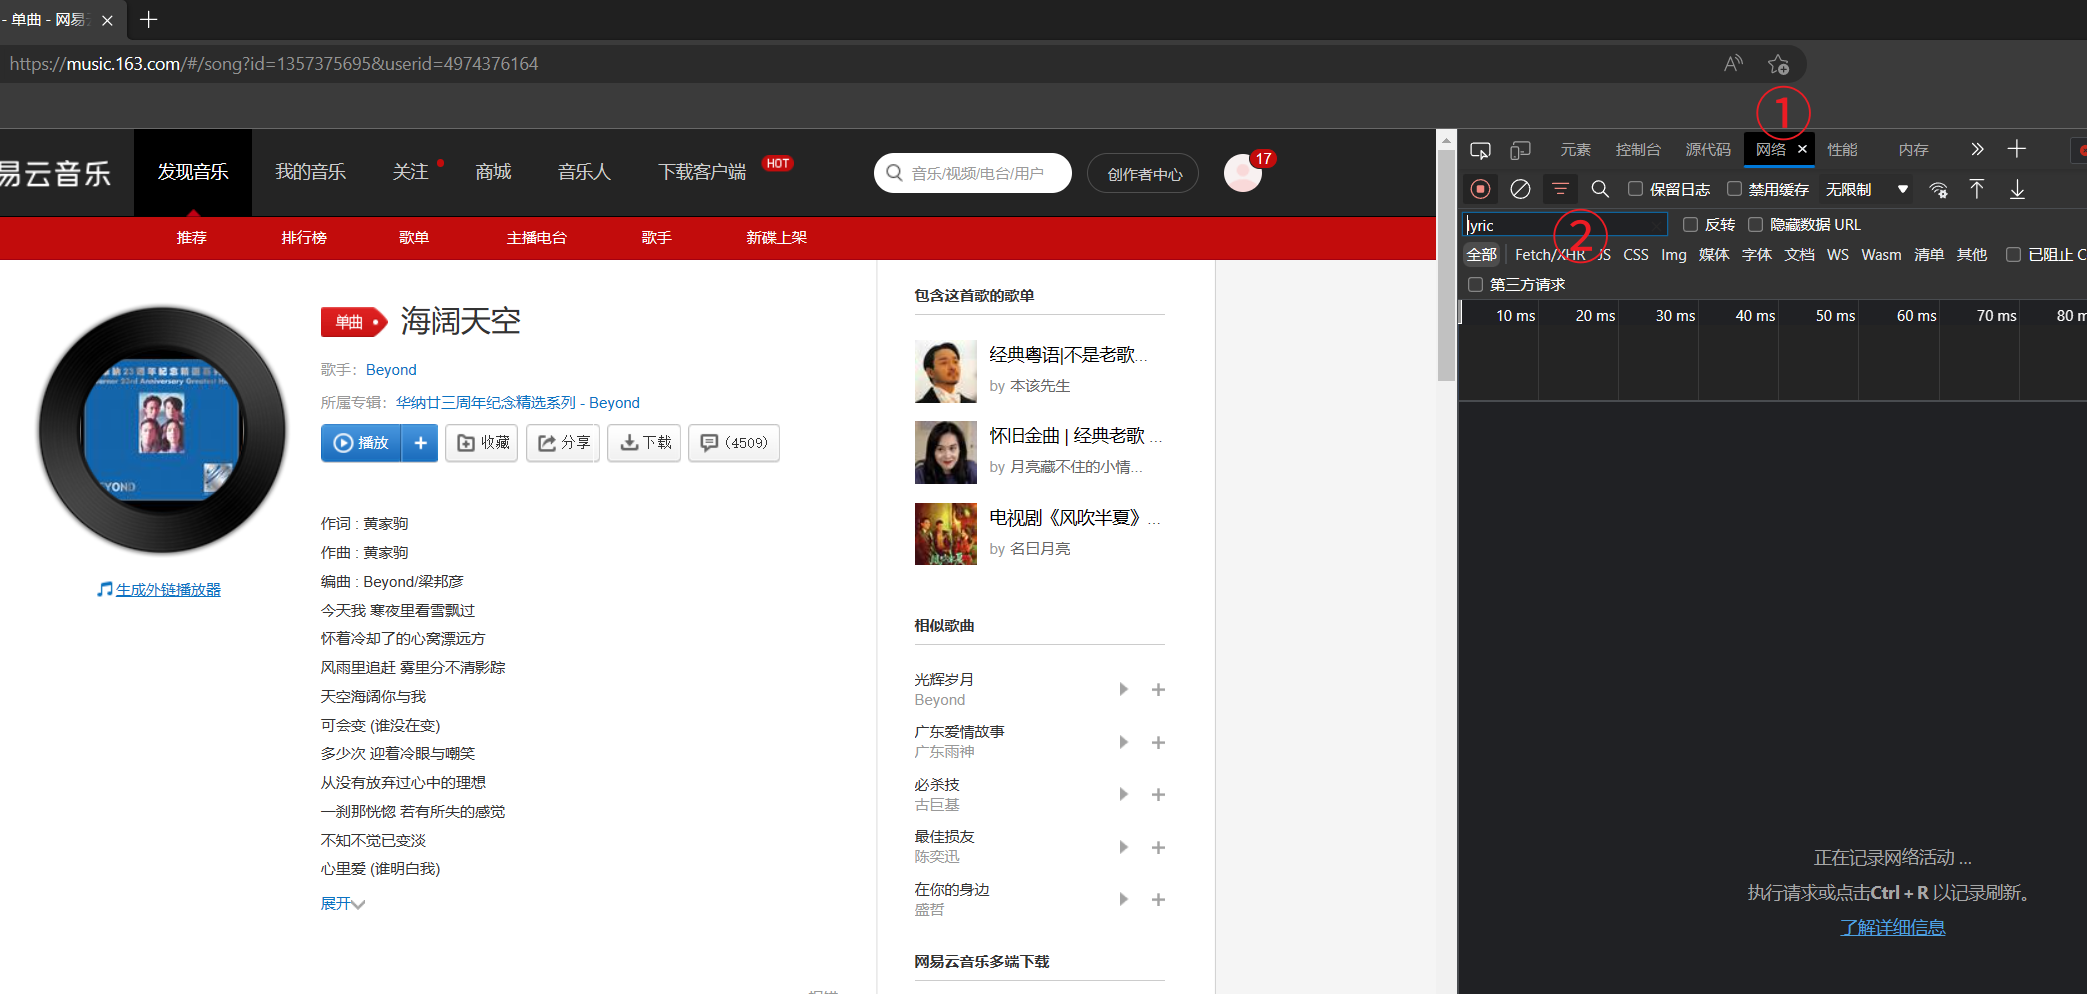 - 单曲 - 网易云
https://music.163.com/#/song?id=1357375695&userid=4974376164
易云音乐
发现音乐
我的音乐
关注
商城
音乐人
下载客户端
HOT
音乐/视频/电台/用户
创作者中心
17
推荐
排行榜
歌单
主播电台
歌手
新碟上架
单曲
海阔天空
歌手: Beyond
所属专辑: 华纳廿三周年纪念精选系列 - Beyond
播放
+
收藏
分享
下载
(4509)
生成外链播放器
作词 : 黄家驹
作曲 : 黄家驹
编曲 : Beyond/梁邦彦
今天我 寒夜里看雪飘过
怀着冷却了的心窝漂远方
风雨里追赶 雾里分不清影踪
天空海阔你与我
可会变 (谁没在变)
多少次 迎着冷眼与嘲笑
从没有放弃过心中的理想
一刹那恍惚 若有所失的感觉
不知不觉已变淡
心里爱 (谁明白我)
展开
包含这首歌的歌单
经典粤语|不是老歌...
by 本该先生
怀旧金曲 | 经典老歌 ...
by 月亮藏不住的小情...
电视剧《风吹半夏》...
by 名曰月亮
相似歌曲
光辉岁月
Beyond
广东爱情故事
广东雨神
必杀技
古巨基
最佳损友
陈奕迅
在你的身边
盛哲
网易云音乐多端下载
①
元素
控制台
源代码
网络
性能
内存
保留日志
禁用缓存
无限制
lyric
②
反转
隐藏数据 URL
全部
Fetch/XHR
JS
CSS
Img
媒体
字体
文档
WS
Wasm
清单
其他
已阻止 C
第三方请求
10 ms
20 ms
30 ms
40 ms
50 ms
60 ms
70 ms
80 m
正在记录网络活动 ...
执行请求或点击Ctrl + R 以记录刷新。
了解详细信息